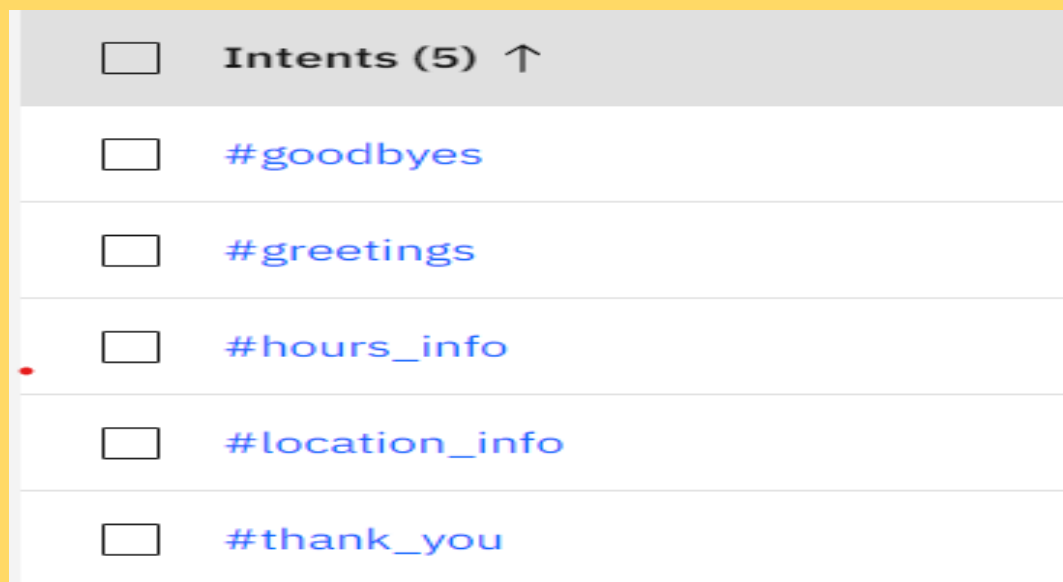 Intents (5) ↑
#goodbyes
#greetings
#hours_info
#location_info
#thank_you